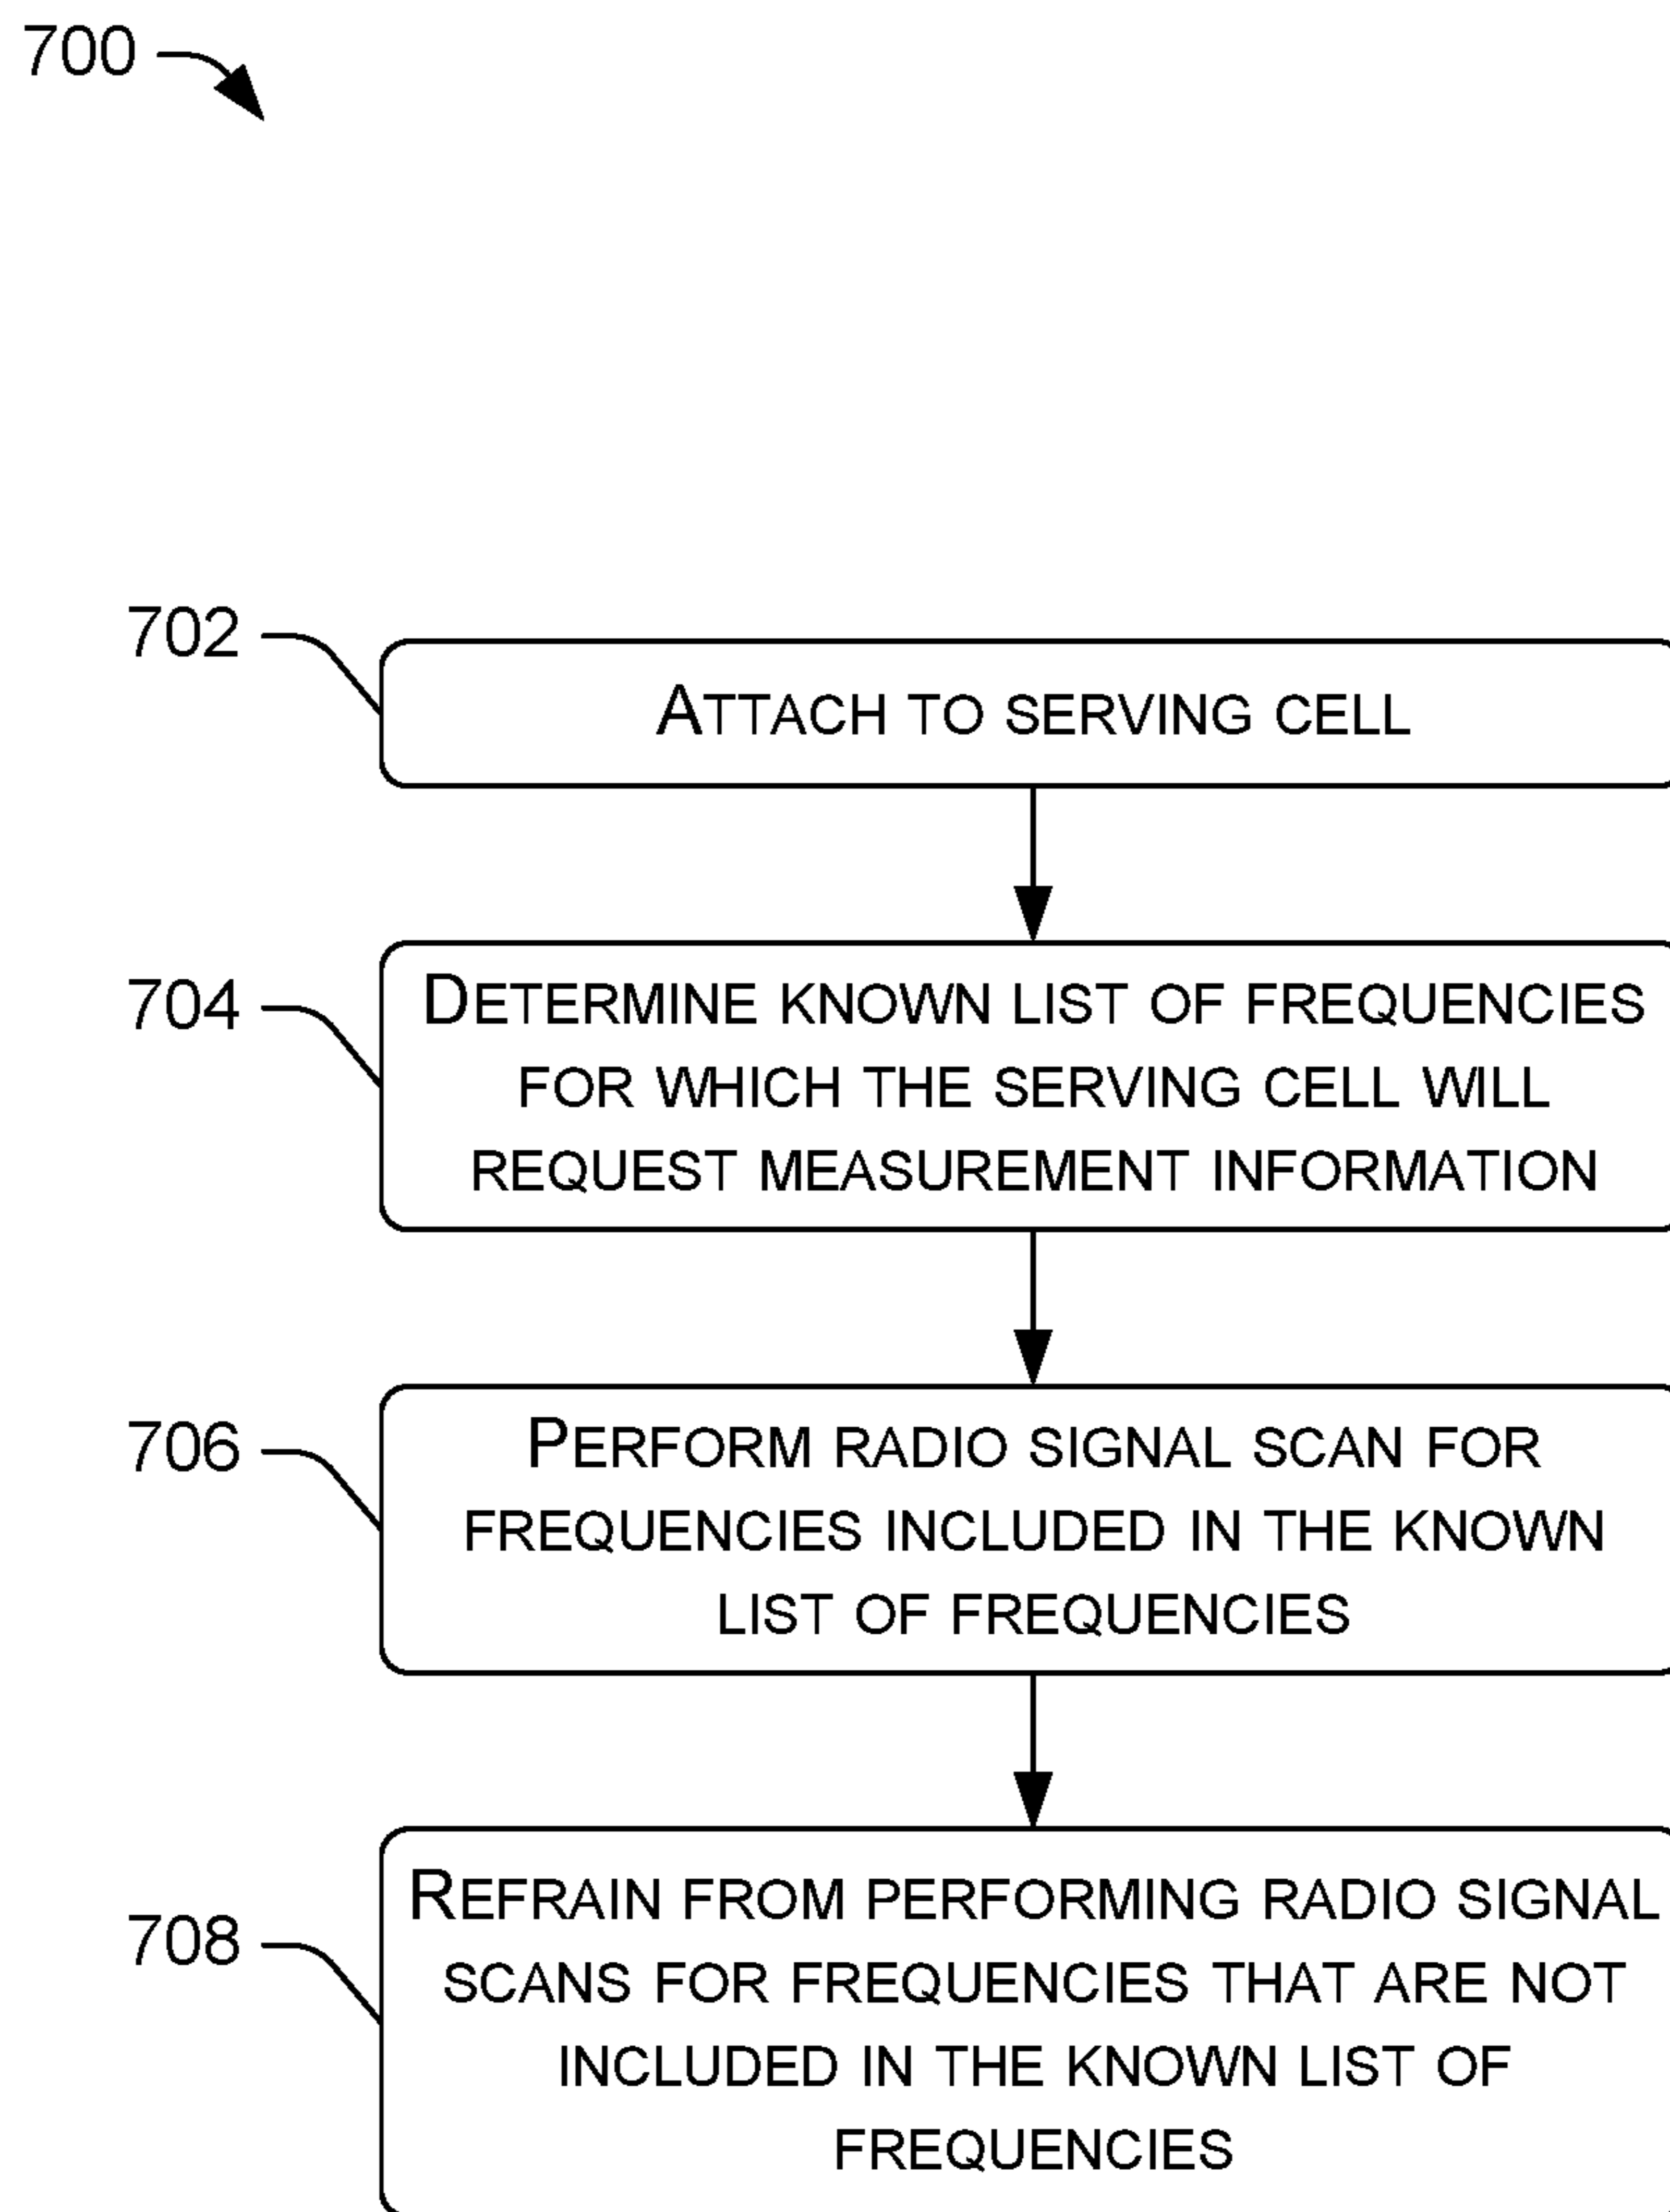 700
702
ATTACH TO SERVING CELL
704
DETERMINE KNOWN LIST OF FREQUENCIES
FOR WHICH THE SERVING CELL WILL
REQUEST MEASUREMENT INFORMATION
706
PERFORM RADIO SIGNAL SCAN FOR
FREQUENCIES INCLUDED IN THE KNOWN
LIST OF FREQUENCIES
708
REFRAIN FROM PERFORMING RADIO SIGNAL
SCANS FOR FREQUENCIES THAT ARE NOT
INCLUDED IN THE KNOWN LIST OF
FREQUENCIES